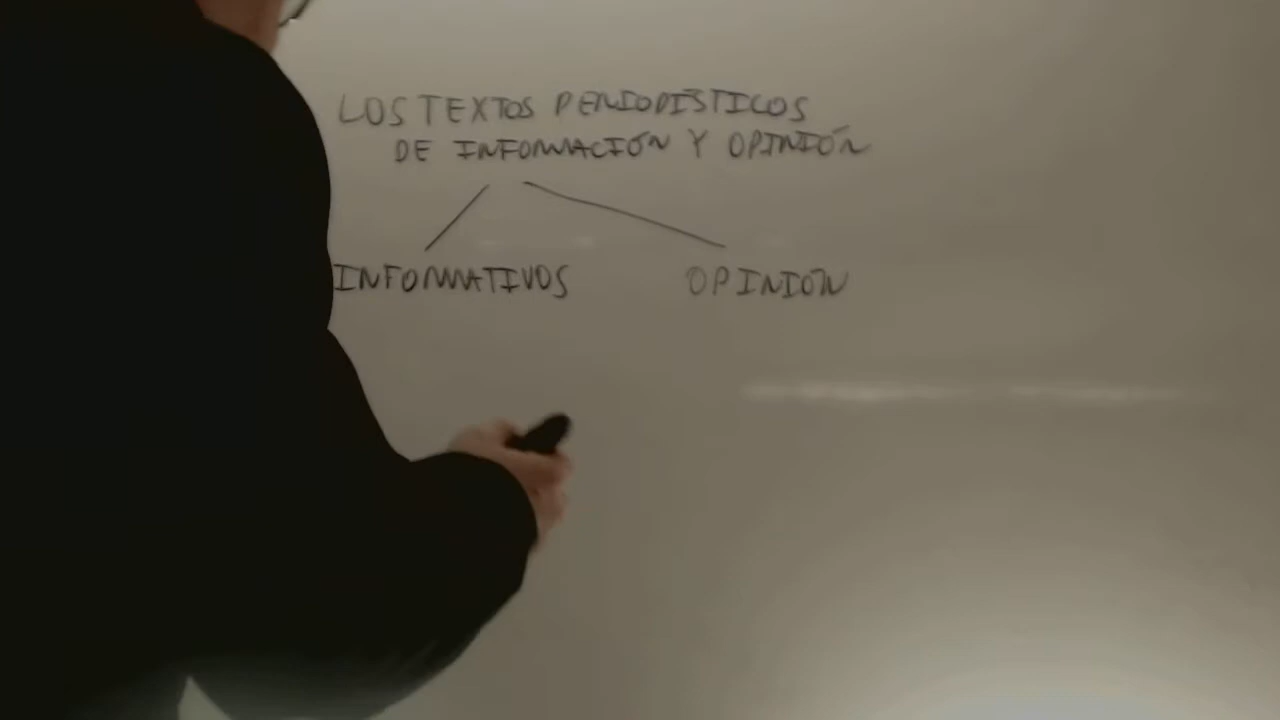 LOS TEXTOS PERIODÍSTICOS
DE INFORMACIÓN Y OPINIÓN
INFORMATIVOS OPINIÓN